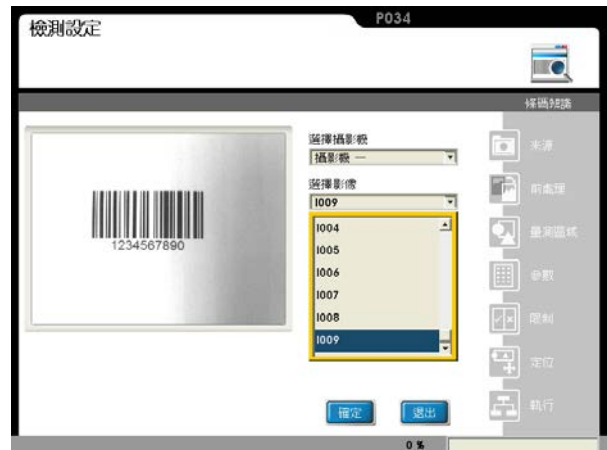 檢測設定
P034
條碼辨識
選擇攝影機
攝影機 一
選擇影像
I009
I004
I005
I006
I007
I008
I009
1234567890
來源
前處理
量測區域
參數
限制
定位
執行
確定
退出
0 %